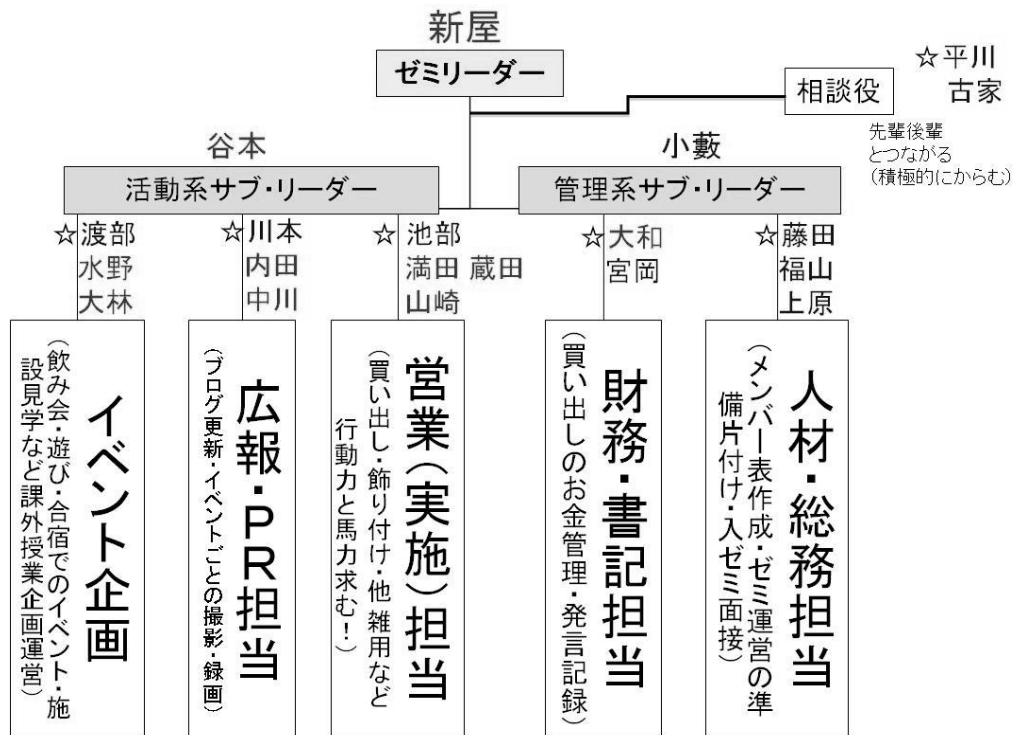 新屋
ゼミリーダー
☆平川
古家
相談役
先輩後輩
とつながる
(積極的にからむ)
谷本
活動系サブ・リーダー
小藪
管理系サブ・リーダー
☆渡部
水野
大林
☆川本
内田
中川
☆池部
満田 蔵田
山崎
☆大和
宮岡
☆藤田
福山
上原
イベント企画
(飲み会・遊び・合宿でのイベント・施
設見学など課外授業企画運営)
広報・PR担当
(ブログ更新・イベントごとの撮影・録画)
営業(実施)担当
(買い出し・飾り付け・他 雑用など
行動力と馬力求む!)
財務・書記担当
(買い出しのお金管理・発言記録)
人材・総務担当
(メンバー表作成・ゼミ運営の準
備片付け・入ゼミ面接)